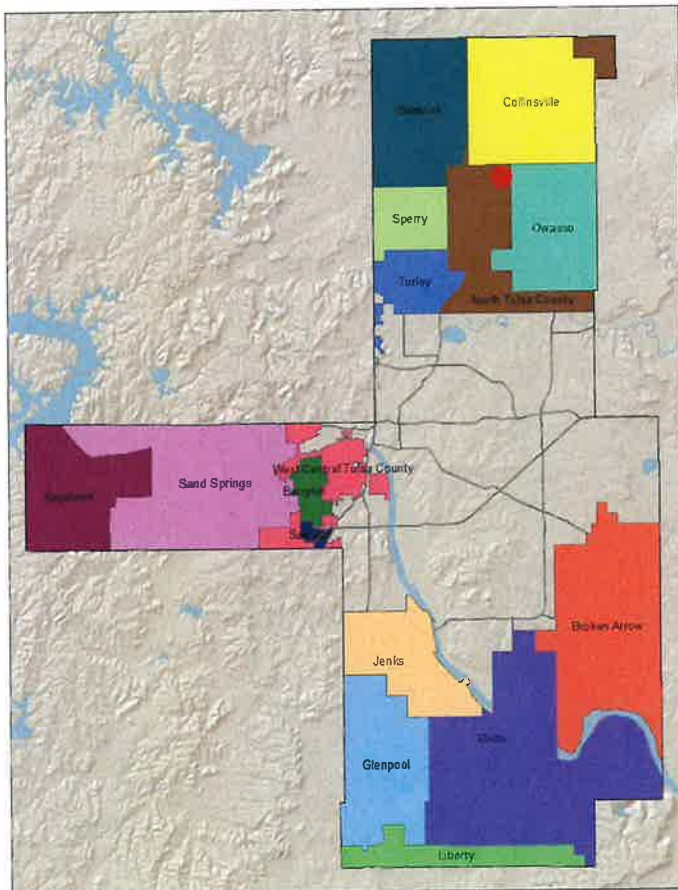 Collinsville
Sperry
Owasso
Turley
North Tulsa County
West Central Tulsa County
Sand Springs
Berryhill
Broken Arrow
Jenks
Bixby
Glenpool
Liberty